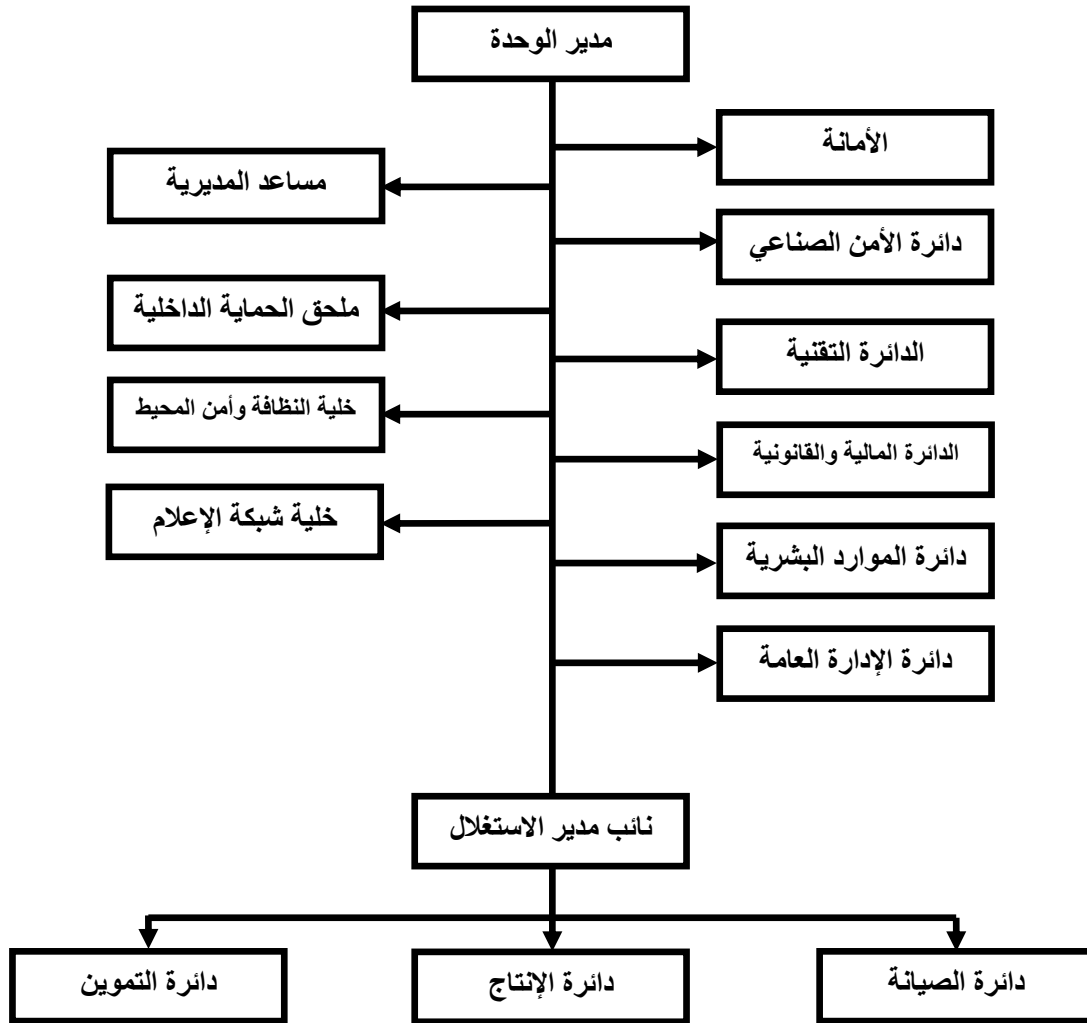 مدير الوحدة
الأمانة
مساعد المديرية
دائرة الأمن الصناعي
ملحق الحماية الداخلية
الدائرة التقنية
خلية النظافة وأمن المحيط
الدائرة المالية والقانونية
خلية شبكة الإعلام
دائرة الموارد البشرية
دائرة الإدارة العامة
نائب مدير الاستغلال
دائرة الصيانة
دائرة الإنتاج
دائرة التموين